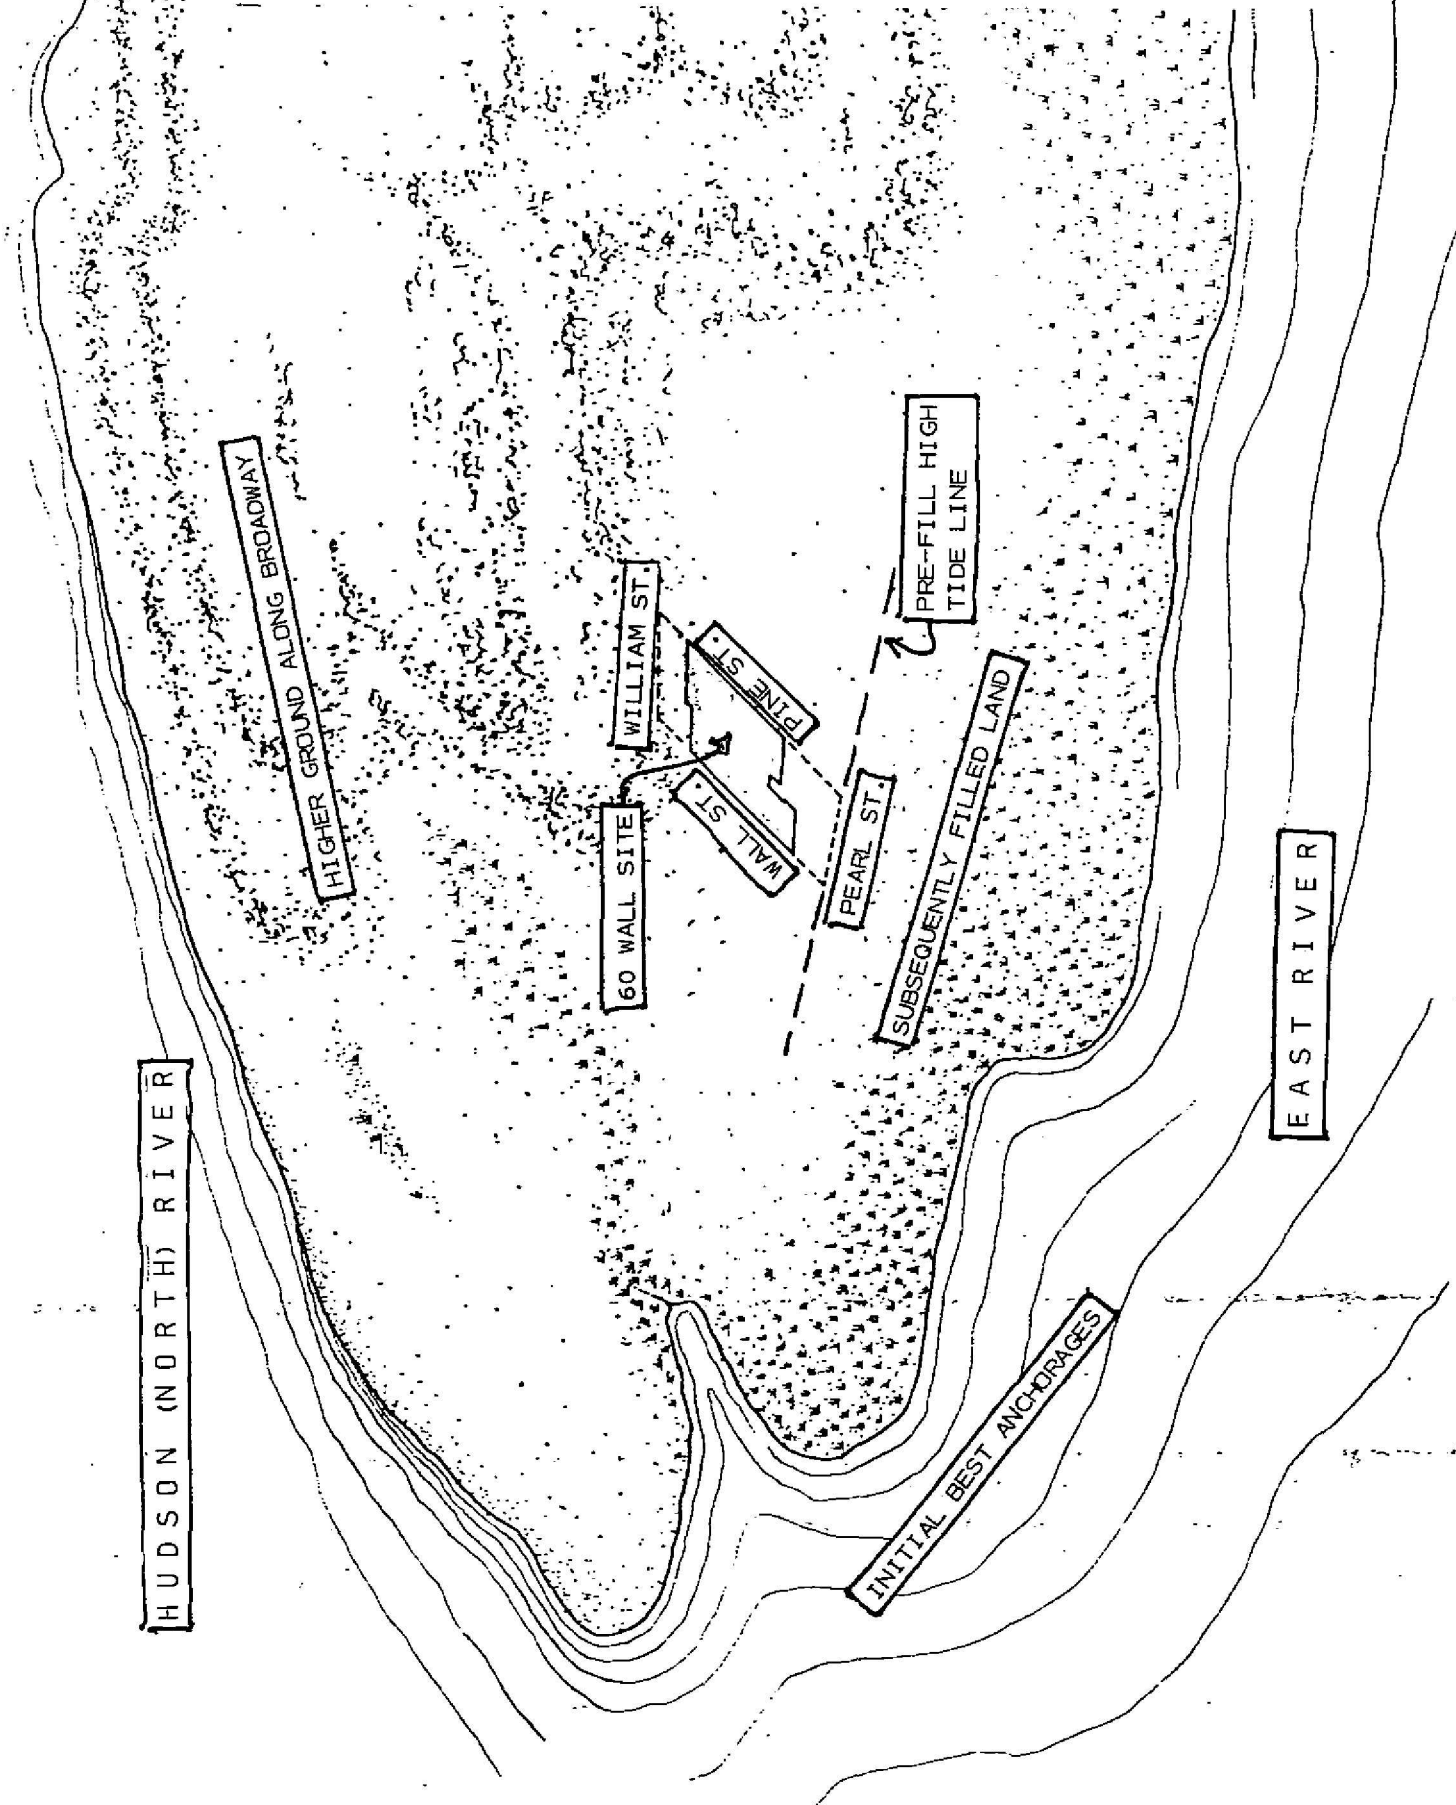 HUDSON (NORTH) RIVER
HIGHER GROUND ALONG BROADWAY
WILLIAM ST.
60 WALL SITE
PINE ST.
WALL ST.
PRE-FILL HIGH
TIDE LINE
PEARL ST.
SUBSEQUENTLY FILLED LAND
EAST RIVER
INITIAL BEST ANCHORAGES